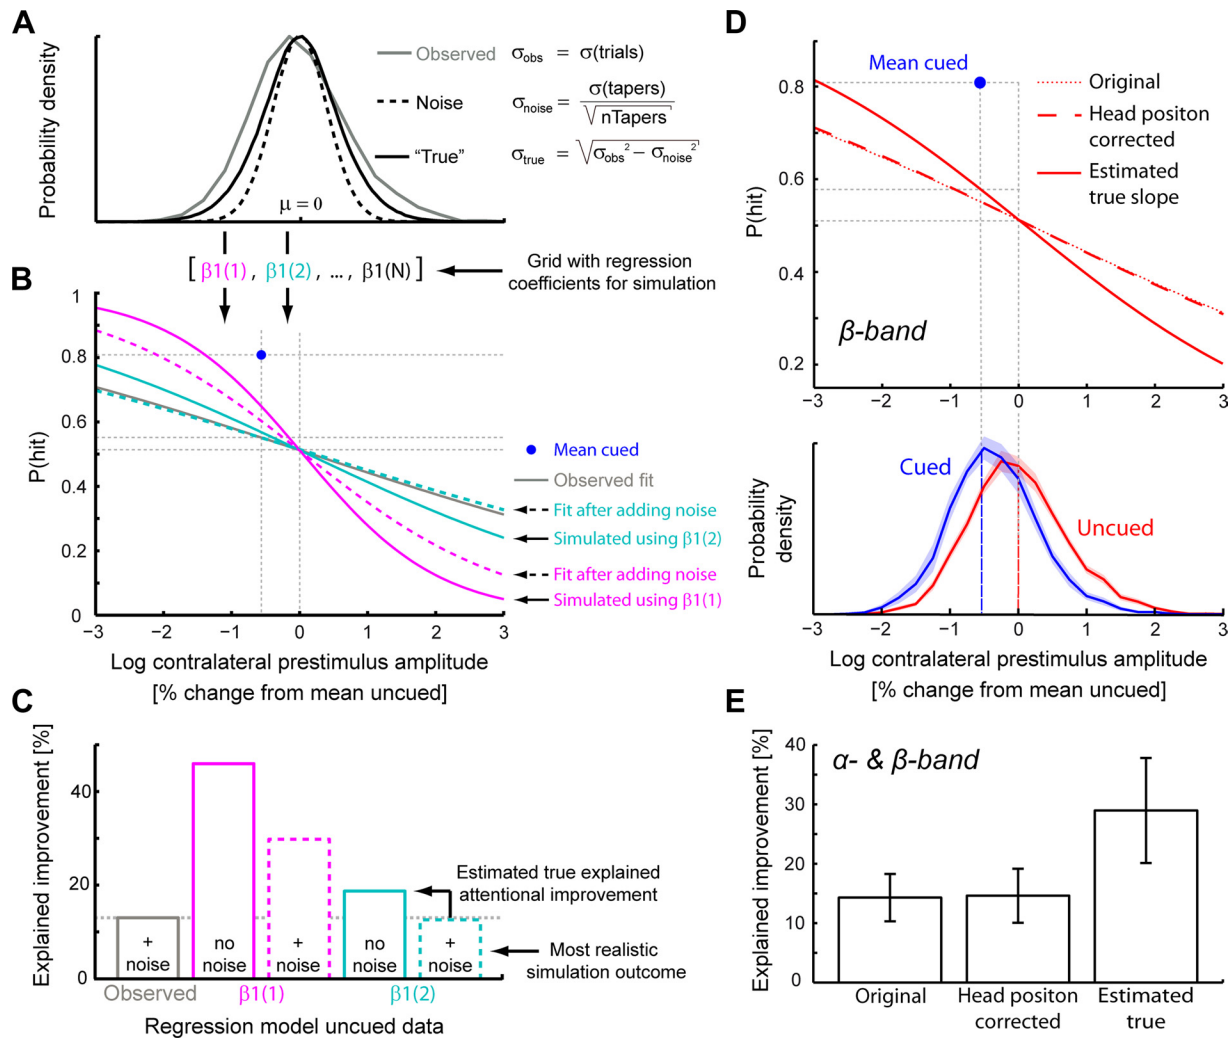 A
Probability density
Observed
σobs = σ(trials)
Noise
σnoise = σ(tapers) / √nTapers
"True"
σtrue = √σobs² − σnoise²
μ = 0
[ β1(1) , β1(2) , ..., β1(N) ]
Grid with regression
coefficients for simulation
B
P(hit)
1
0.8
0.6
0.4
0.2
0
−3 −2 −1 0 1 2 3
Log contralateral prestimulus amplitude
[% change from mean uncued]
Mean cued
Observed fit
Fit after adding noise
Simulated using β1(2)
Fit after adding noise
Simulated using β1(1)
C
Explained improvement [%]
40
20
0
+
noise
no
noise
+
noise
no
noise
+
noise
Observed
β1(1)
β1(2)
Regression model uncued data
Estimated true explained
attentional improvement
Most realistic
simulation outcome
D
P(hit)
0.8
0.6
0.4
0.2
Mean cued
Original
Head positon
corrected
Estimated
true slope
β-band
−3 −2 −1 0 1 2 3
Probability
density
Cued
Uncued
−3 −2 −1 0 1 2 3
Log contralateral prestimulus amplitude
[% change from mean uncued]
E
Explained improvement [%]
40
30
20
10
0
α- & β-band
Original
Head positon
corrected
Estimated
true